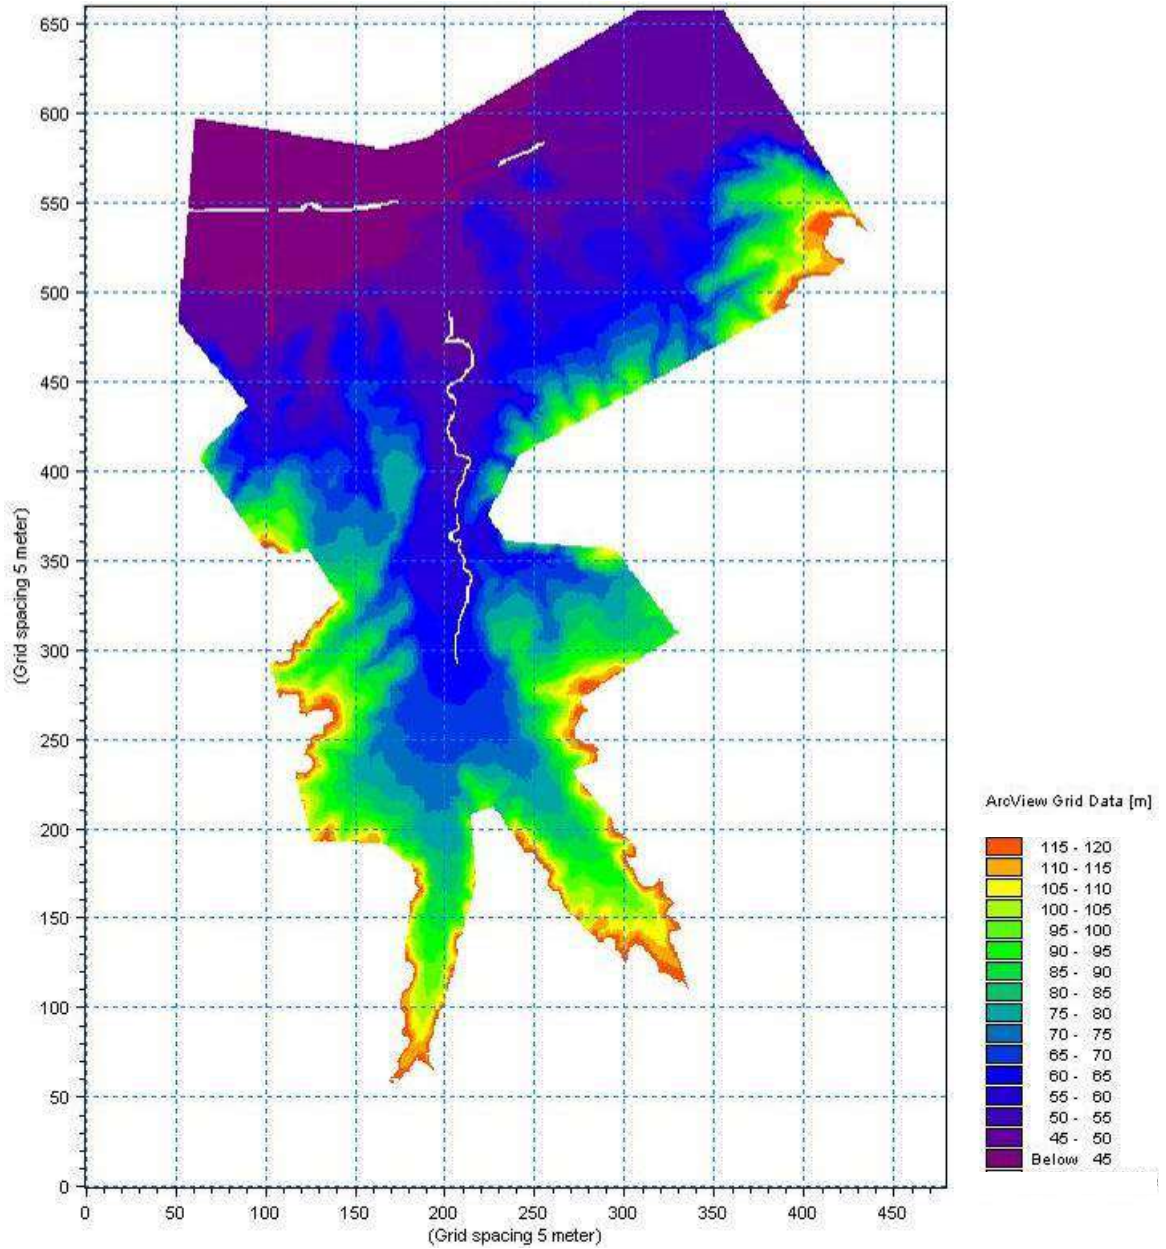 650
600
550
500
450
400
350
300
250
200
150
100
50
0
(Grid spacing 5 meter)
0 50 100 150 200 250 300 350 400 450
(Grid spacing 5 meter)
ArcView Grid Data [m]
115 - 120
110 - 115
105 - 110
100 - 105
95 - 100
90 - 95
85 - 90
80 - 85
75 - 80
70 - 75
65 - 70
60 - 65
55 - 60
50 - 55
45 - 50
Below 45